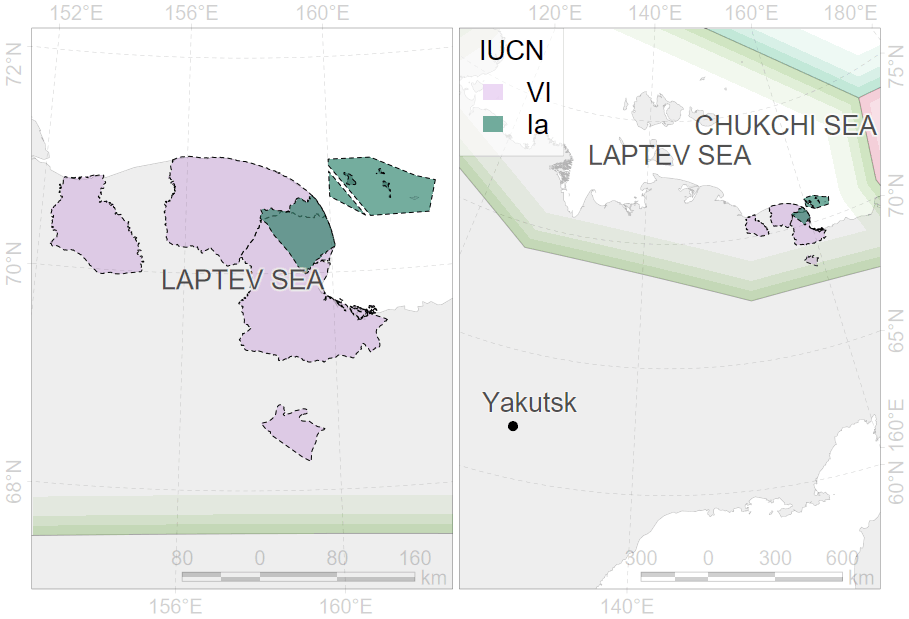 152°E 156°E 160°E
120°E 140°E 160°E 180°E
72°N
70°N
68°N
LAPTEV SEA
80 0 80 160
km
156°E 160°E
IUCN
VI
Ia
CHUKCHI SEA
LAPTEV SEA
Yakutsk
75°N
70°N
65°N
160°E
60°N
300 0 300 600
km
140°E